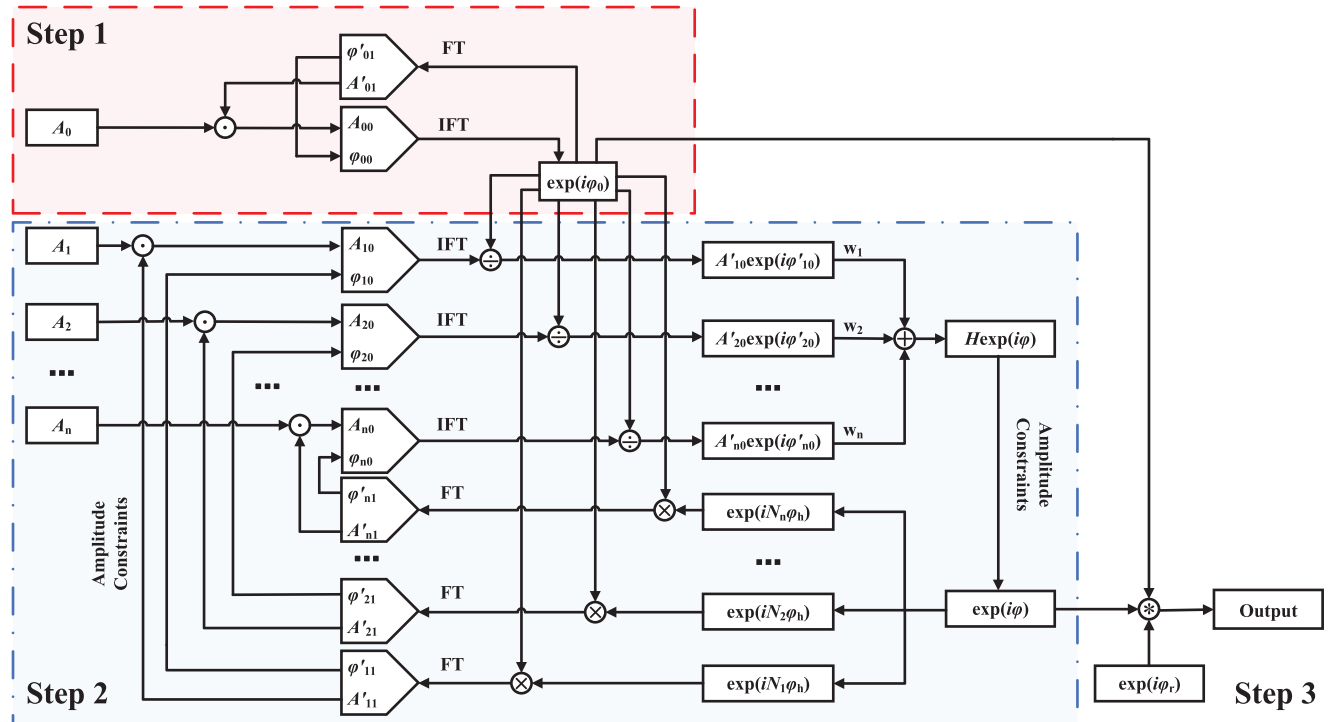 Step 1
φ′01
A′01
FT
A0
A00
φ00
IFT
exp(iφ0)
A1
A10
φ10
IFT
÷
A′10exp(iφ′10)
w1
A2
A20
φ20
IFT
÷
A′20exp(iφ′20)
w2
+
Hexp(iφ)
...
...
...
...
An
An0
φn0
IFT
÷
A′n0exp(iφ′n0)
wn
Amplitude
Constraints
φ′n1
A′n1
FT
×
exp(iNnφh)
Amplitude
Constraints
...
...
φ′21
A′21
FT
×
exp(iN2φh)
exp(iφ)
*
Output
φ′11
A′11
FT
×
exp(iN1φh)
exp(iφr)
Step 2
Step 3